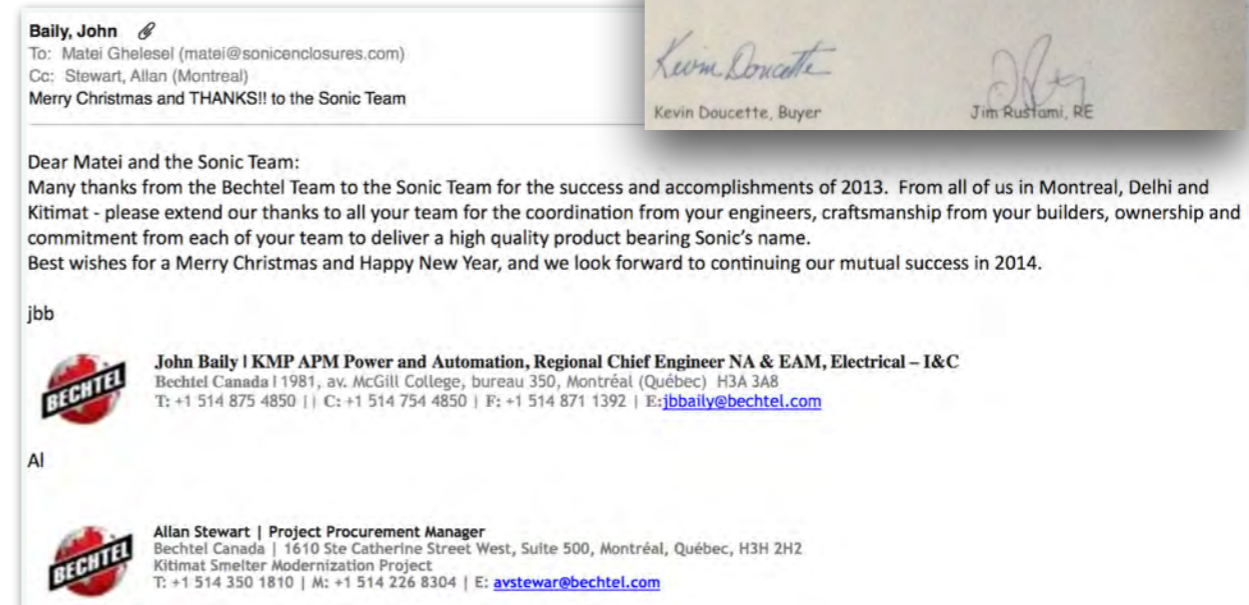 Kevin Doucette
Kevin Doucette, Buyer
Jim Rustami, RE
Baily, John
To: Matei Ghelesel (matei@sonicenclosures.com)
Cc: Stewart, Allan (Montreal)
Merry Christmas and THANKS!! to the Sonic Team
Dear Matei and the Sonic Team:
Many thanks from the Bechtel Team to the Sonic Team for the success and accomplishments of 2013. From all of us in Montreal, Delhi and
Kitimat - please extend our thanks to all your team for the coordination from your engineers, craftsmanship from your builders, ownership and
commitment from each of your team to deliver a high quality product bearing Sonic's name.
Best wishes for a Merry Christmas and Happy New Year, and we look forward to continuing our mutual success in 2014.
jbb
BECHTEL
John Baily | KMP APM Power and Automation, Regional Chief Engineer NA & EAM, Electrical – I&C
Bechtel Canada | 1981, av. McGill College, bureau 350, Montréal (Québec) H3A 3A8
T: +1 514 875 4850 || C: +1 514 754 4850 | F: +1 514 871 1392 | E:jbbaily@bechtel.com
Al
BECHTEL
Allan Stewart | Project Procurement Manager
Bechtel Canada | 1610 Ste Catherine Street West, Suite 500, Montréal, Québec, H3H 2H2
Kitimat Smelter Modernization Project
T: +1 514 350 1810 | M: +1 514 226 8304 | E: avstewar@bechtel.com